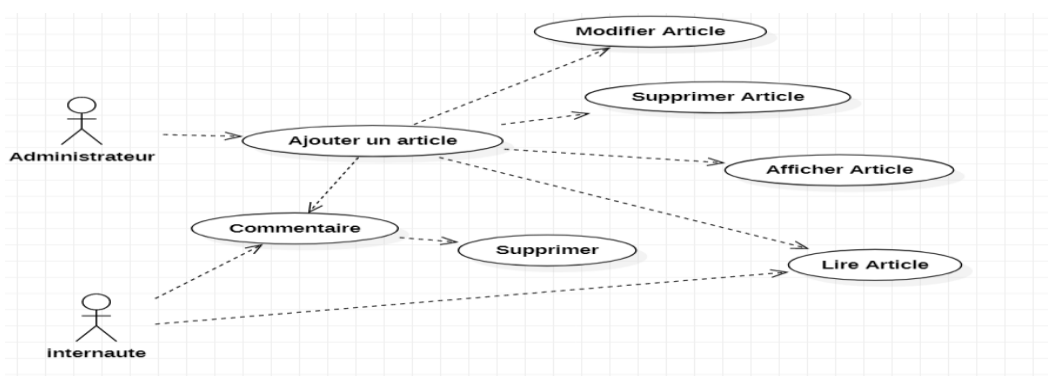 Modifier Article
Supprimer Article
Administrateur
Ajouter un article
Afficher Article
Commentaire
Supprimer
Lire Article
internaute